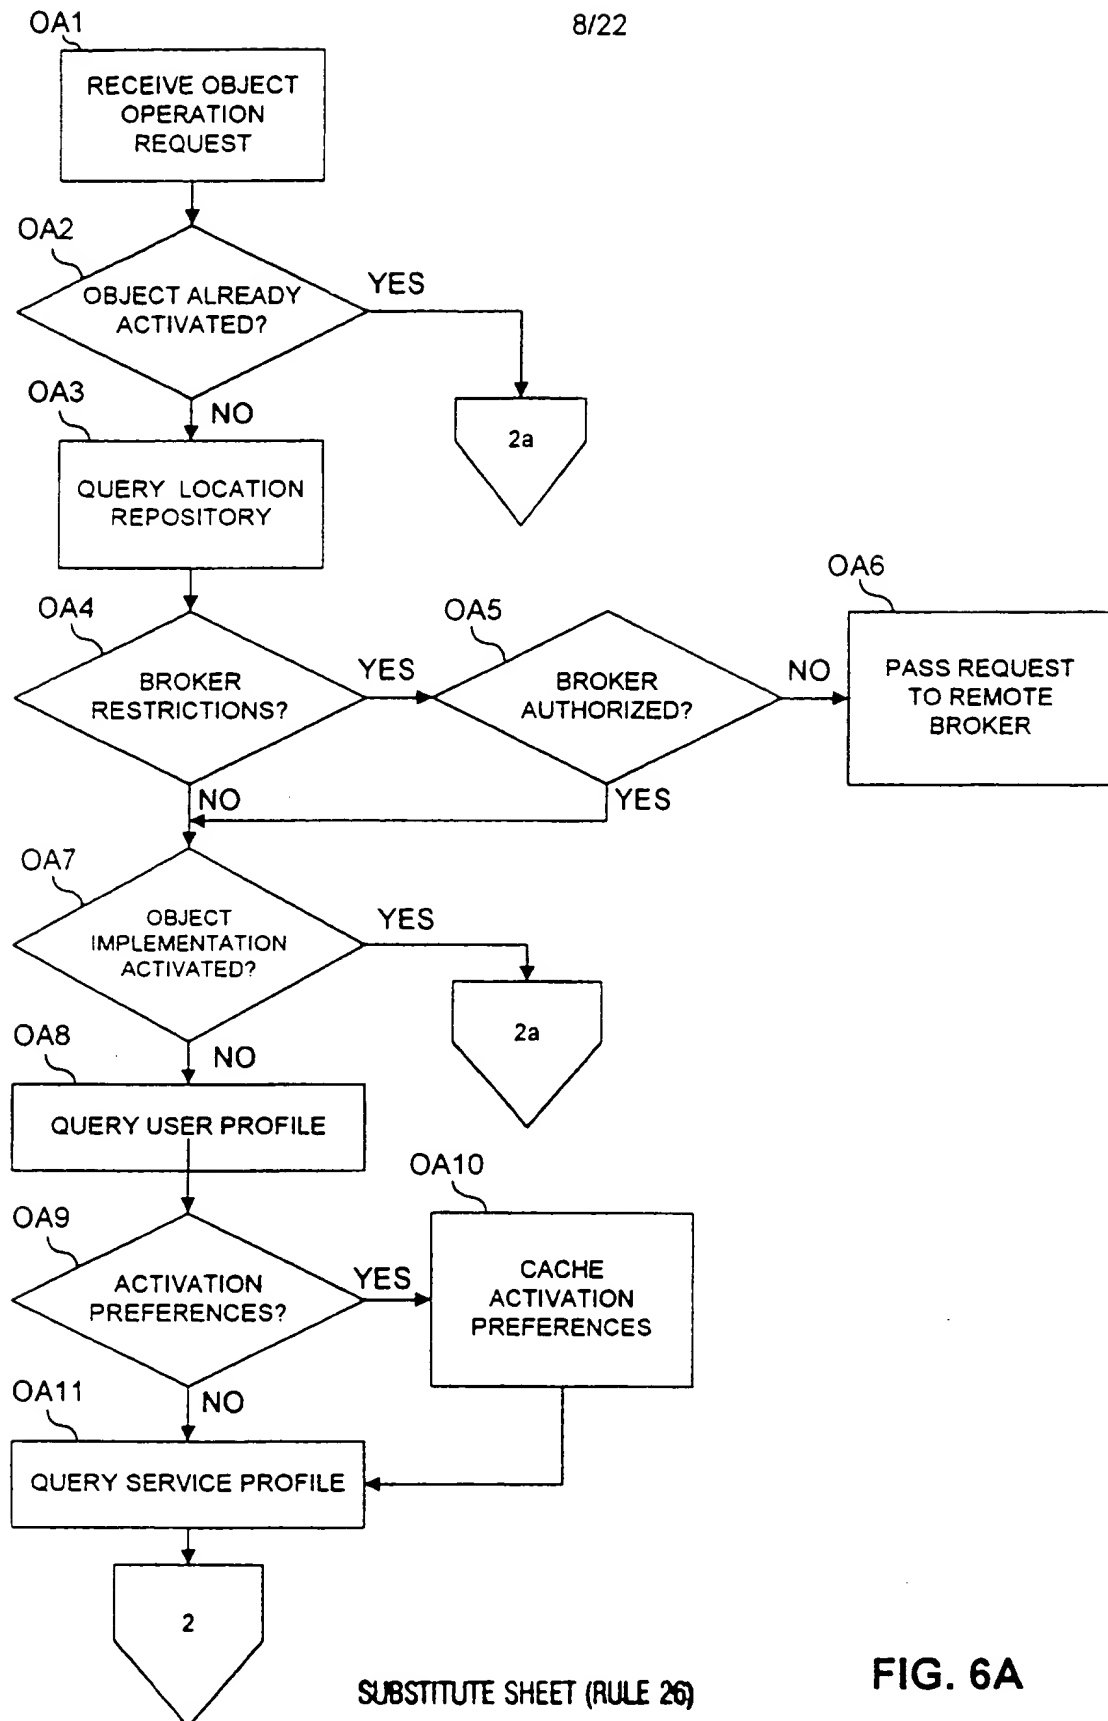 8/22
OA1
RECEIVE OBJECT
OPERATION
REQUEST
OA2
OBJECT ALREADY
ACTIVATED?
YES
2a
NO
OA3
QUERY LOCATION
REPOSITORY
OA4
BROKER
RESTRICTIONS?
YES
OA5
BROKER
AUTHORIZED?
NO
OA6
PASS REQUEST
TO REMOTE
BROKER
NO
YES
OA7
OBJECT
IMPLEMENTATION
ACTIVATED?
YES
2a
NO
OA8
QUERY USER PROFILE
OA9
ACTIVATION
PREFERENCES?
YES
OA10
CACHE
ACTIVATION
PREFERENCES
NO
OA11
QUERY SERVICE PROFILE
2
SUBSTITUTE SHEET (RULE 26)
FIG. 6A